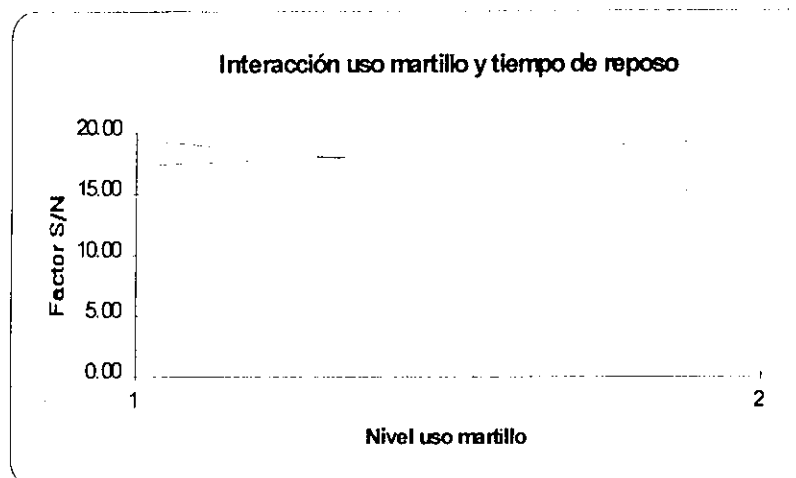 Interacción uso martillo y tiempo de reposo
20.00
15.00
10.00
5.00
0.00
Factor S/N
1
2
Nivel uso martillo